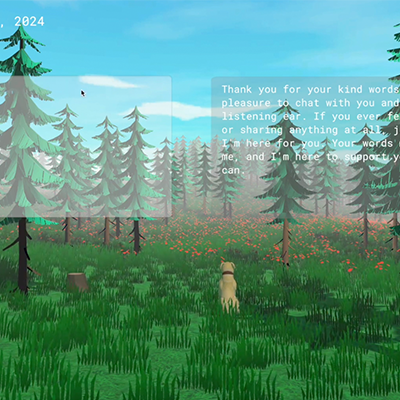 , 2024
Thank you for your kind words
pleasure to chat with you and
listening ear. If you ever fe
or sharing anything at all, j
I'm here for you. Your words
me, and I'm here to support y
can.